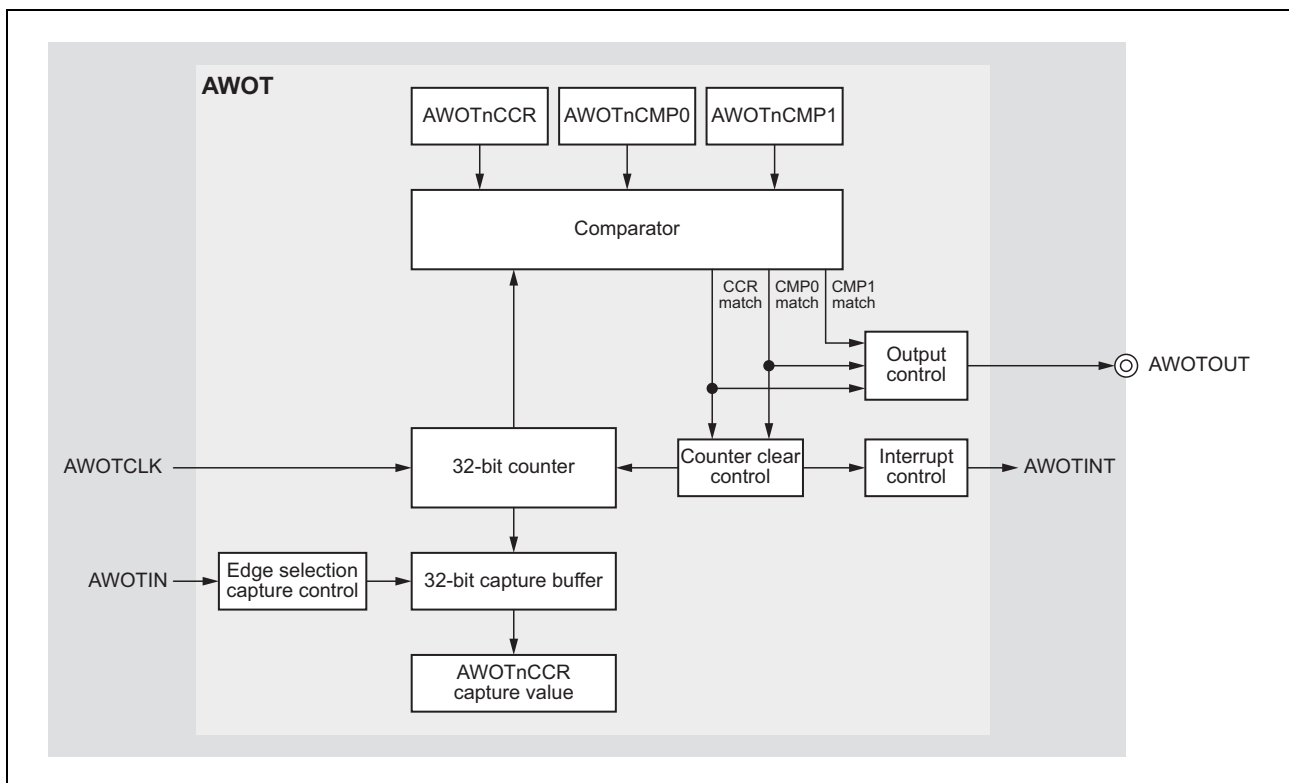 AWOT
AWOTnCCR
AWOTnCMP0
AWOTnCMP1
Comparator
CCR
match
CMP0
match
CMP1
match
Output
control
AWOTOUT
AWOTCLK
32-bit counter
Counter clear
control
Interrupt
control
AWOTINT
AWOTIN
Edge selection
capture control
32-bit capture buffer
AWOTnCCR
capture value